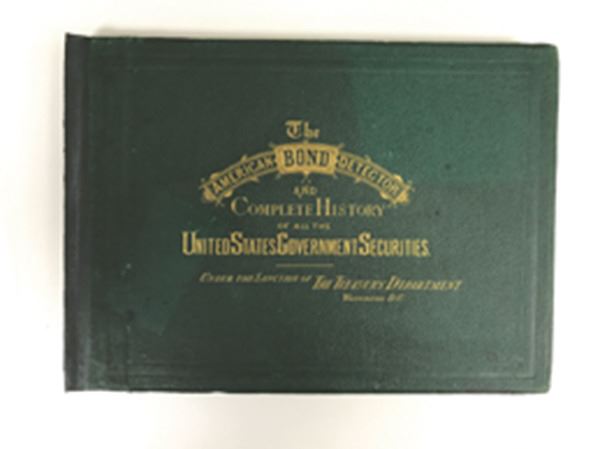 The
AMERICAN BOND DETECTOR
AND
COMPLETE HISTORY
OF ALL THE
UNITED STATES GOVERNMENT SECURITIES.
UNDER THE SANCTION OF THE TREASURY DEPARTMENT
WASHINGTON D.C.